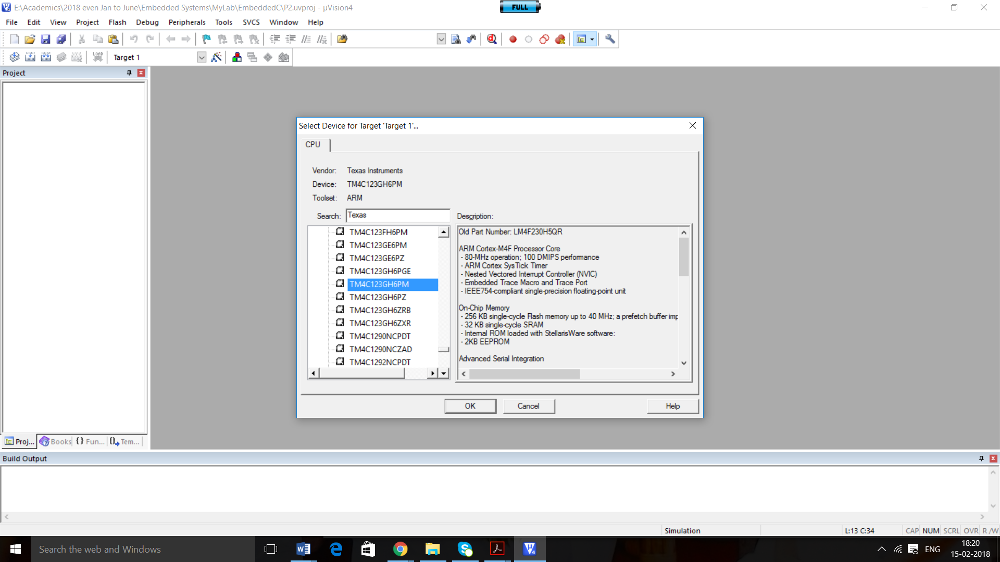 E:\Academics\2018 even Jan to June\Embedded Systems\MyLab\EmbeddedC\P2.uvproj - µVision4
FULL
File Edit View Project Flash Debug Peripherals Tools SVCS Window Help
LOAD Target 1
Project
Select Device for Target 'Target 1'...
CPU
Vendor: Texas Instruments
Device: TM4C123GH6PM
Toolset: ARM
Search: Texas
Description:
TM4C123FH6PM
TM4C123GE6PM
TM4C123GE6PZ
TM4C123GH6PGE
TM4C123GH6PM
TM4C123GH6PZ
TM4C123GH6ZRB
TM4C123GH6ZXR
TM4C1290NCPDT
TM4C1290NCZAD
TM4C1292NCPDT
Old Part Number: LM4F230H5QR
ARM Cortex-M4F Processor Core
- 80-MHz operation; 100 DMIPS performance
- ARM Cortex SysTick Timer
- Nested Vectored Interrupt Controller (NVIC)
- Embedded Trace Macro and Trace Port
- IEEE754-compliant single-precision floating-point unit
On-Chip Memory
- 256 KB single-cycle Flash memory up to 40 MHz; a prefetch buffer imp
- 32 KB single-cycle SRAM
- Internal ROM loaded with StellarisWare software:
- 2KB EEPROM
Advanced Serial Integration
OK Cancel Help
Proj... Books {} Fun... Tem...
Build Output
Simulation L:13 C:34 CAP NUM SCRL OVR R/W
Search the web and Windows
ENG
18:20
15-02-2018